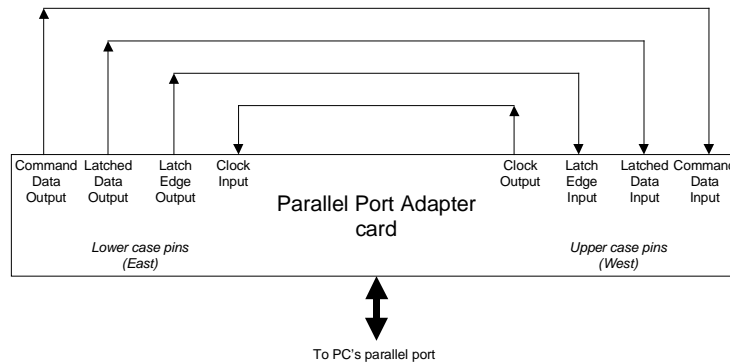 Command
Data
Output
Latched
Data
Output
Latch
Edge
Output
Clock
Input
Clock
Output
Latch
Edge
Input
Latched
Data
Input
Command
Data
Input
Parallel Port Adapter
card
Lower case pins
(East)
Upper case pins
(West)
To PC's parallel port